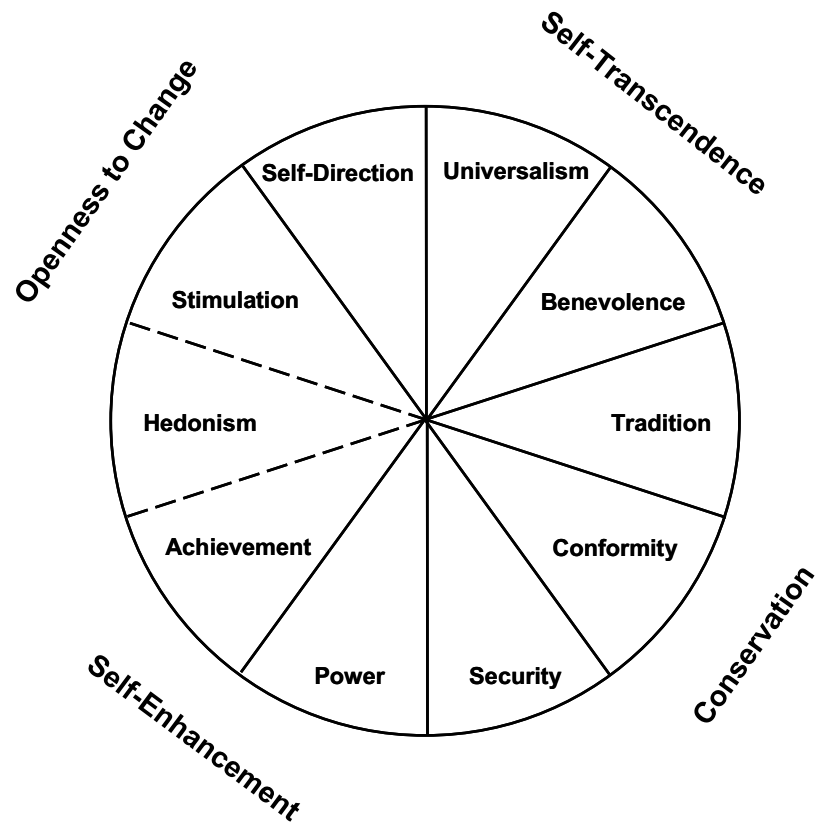 Self-Transcendence
Openness to Change
Self-Direction
Universalism
Stimulation
Benevolence
Hedonism
Tradition
Achievement
Conformity
Power
Security
Conservation
Self-Enhancement